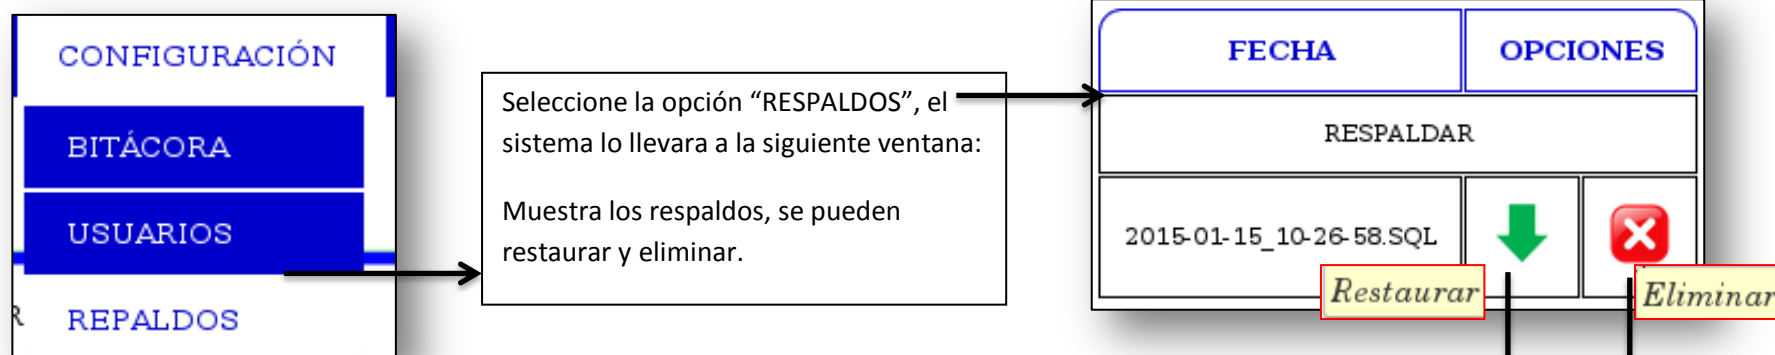 CONFIGURACIÓN
BITÁCORA
USUARIOS
REPALDOS
Seleccione la opción “RESPALDOS”, el
sistema lo llevara a la siguiente ventana:
Muestra los respaldos, se pueden
restaurar y eliminar.
FECHA OPCIONES
RESPALDAR
2015-01-15_10-26-58.SQL
Restaurar Eliminar